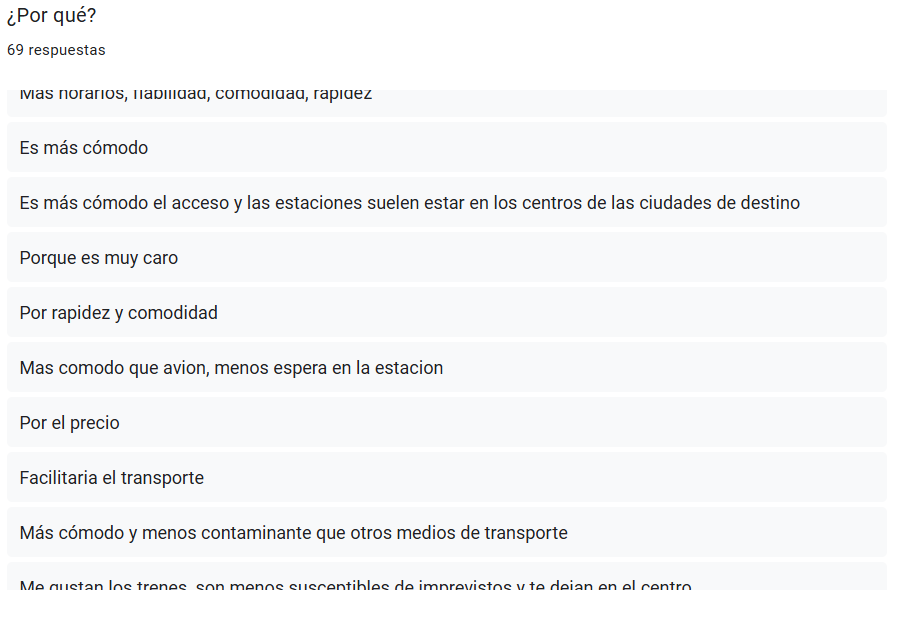 ¿Por qué?
69 respuestas
Mas horarios, fiabilidad, comodidad, rapidez
Es más cómodo
Es más cómodo el acceso y las estaciones suelen estar en los centros de las ciudades de destino
Porque es muy caro
Por rapidez y comodidad
Mas comodo que avion, menos espera en la estacion
Por el precio
Facilitaria el transporte
Más cómodo y menos contaminante que otros medios de transporte
Me gustan los trenes, son menos susceptibles de imprevistos y te dejan en el centro